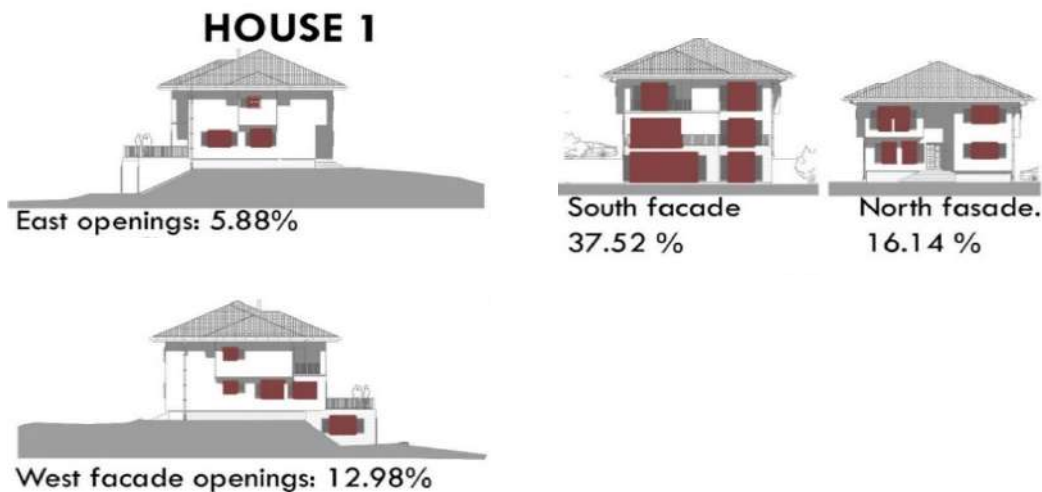 HOUSE 1
East openings: 5.88%
South facade
37.52 %
North fasade.
16.14 %
West facade openings: 12.98%